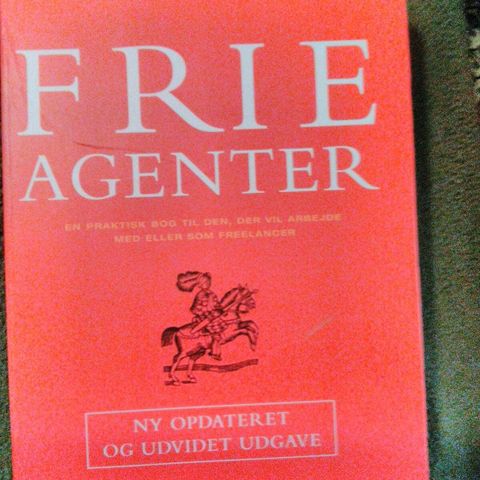 FRIE
AGENTER
EN PRAKTISK BOG TIL DEN, DER VIL ARBEJDE
MED ELLER SOM FREELANCER
NY OPDATERET
OG UDVIDET UDGAVE